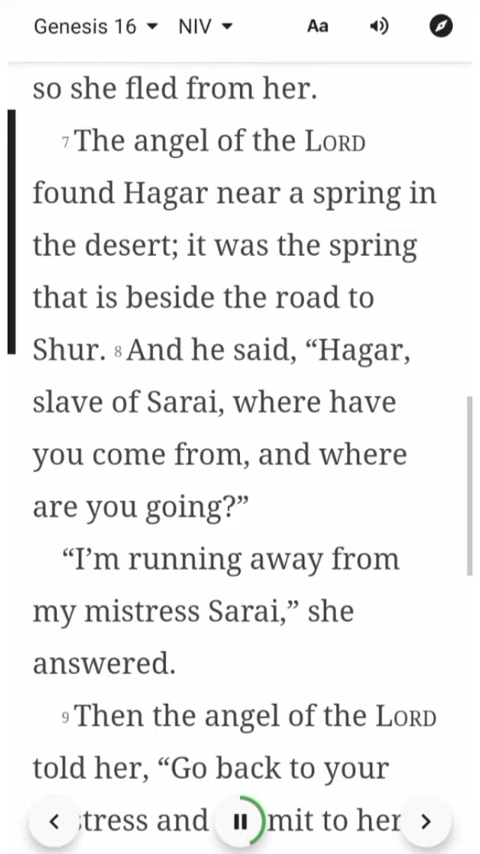 Genesis 16 NIV Aa
so she fled from her.
7 The angel of the LORD
found Hagar near a spring in
the desert; it was the spring
that is beside the road to
Shur. 8 And he said, “Hagar,
slave of Sarai, where have
you come from, and where
are you going?”
“I’m running away from
my mistress Sarai,” she
answered.
9 Then the angel of the LORD
told her, “Go back to your
tress and mit to her